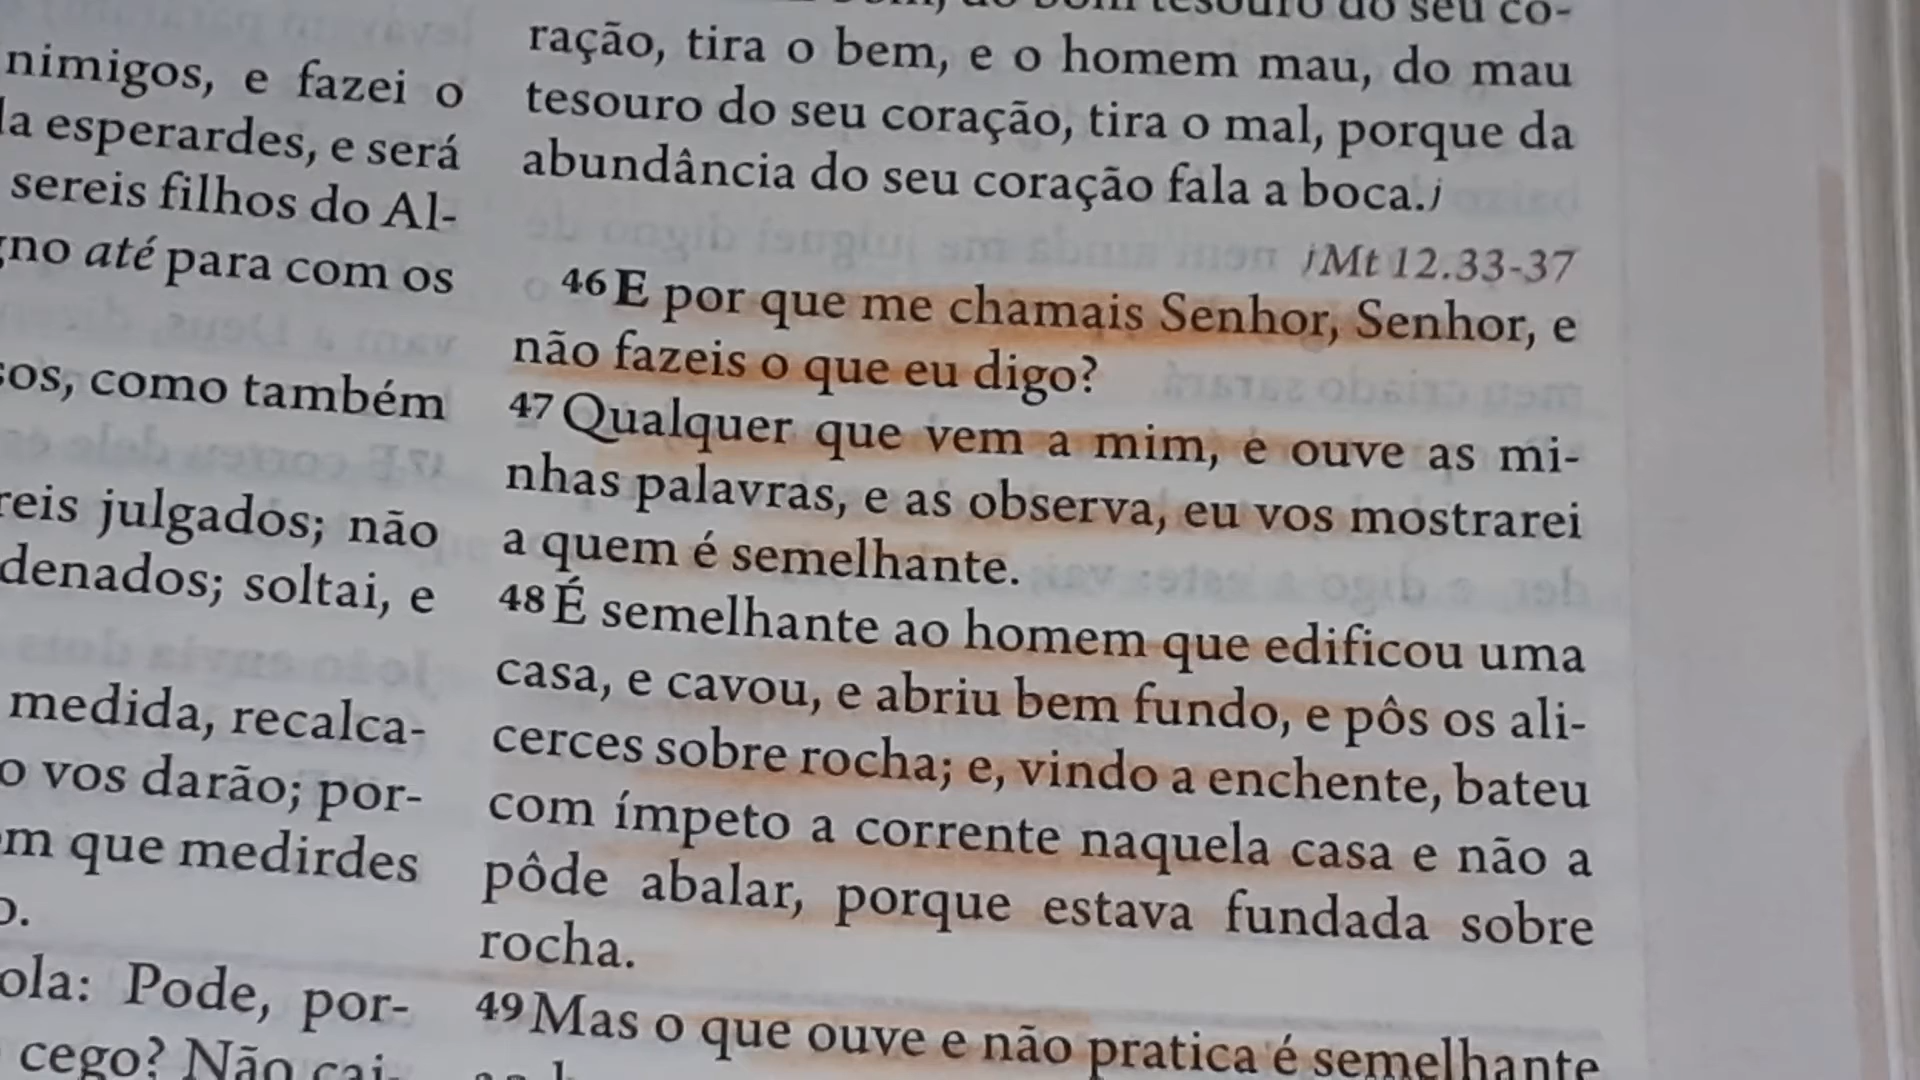 nimigos, e fazei o
la esperardes, e será
sereis filhos do Al-
gno até para com os
sos, como também
reis julgados; não
denados; soltai, e
medida, recalca-
o vos darão; por-
m que medirdes
o.
ola: Pode, por-
cego? Não cai-
tesouro do seu co-
ração, tira o bem, e o homem mau, do mau
tesouro do seu coração, tira o mal, porque da
abundância do seu coração fala a boca.j
jMt 12.33-37
46 E por que me chamais Senhor, Senhor, e
não fazeis o que eu digo?
47 Qualquer que vem a mim, e ouve as mi-
nhas palavras, e as observa, eu vos mostrarei
a quem é semelhante.
48 É semelhante ao homem que edificou uma
casa, e cavou, e abriu bem fundo, e pôs os ali-
cerces sobre rocha; e, vindo a enchente, bateu
com ímpeto a corrente naquela casa e não a
pôde abalar, porque estava fundada sobre
rocha.
49 Mas o que ouve e não pratica é semelhante